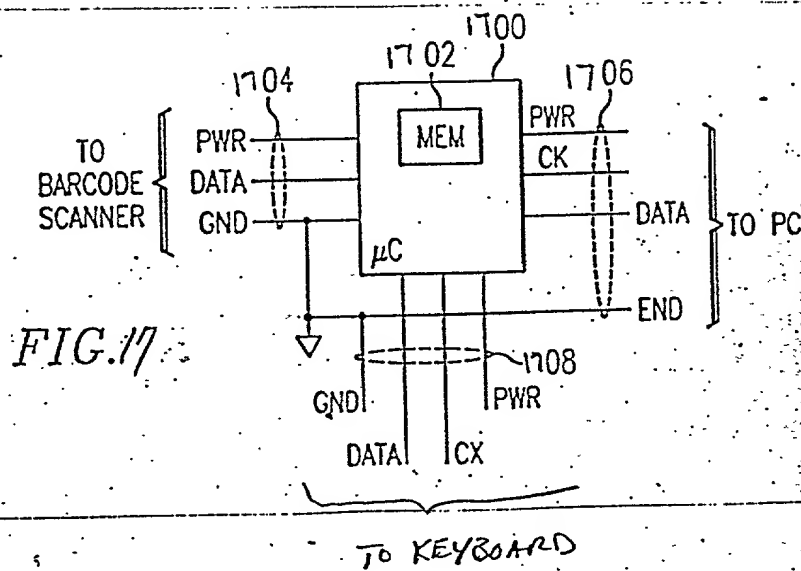 1700
1702
1704
1706
PWR
MEM
PWR
TO
BARCODE
SCANNER
CK
DATA
DATA
TO PC
GND
μC
END
FIG.17
1708
GND
PWR
DATA
CX
TO KEYBOARD